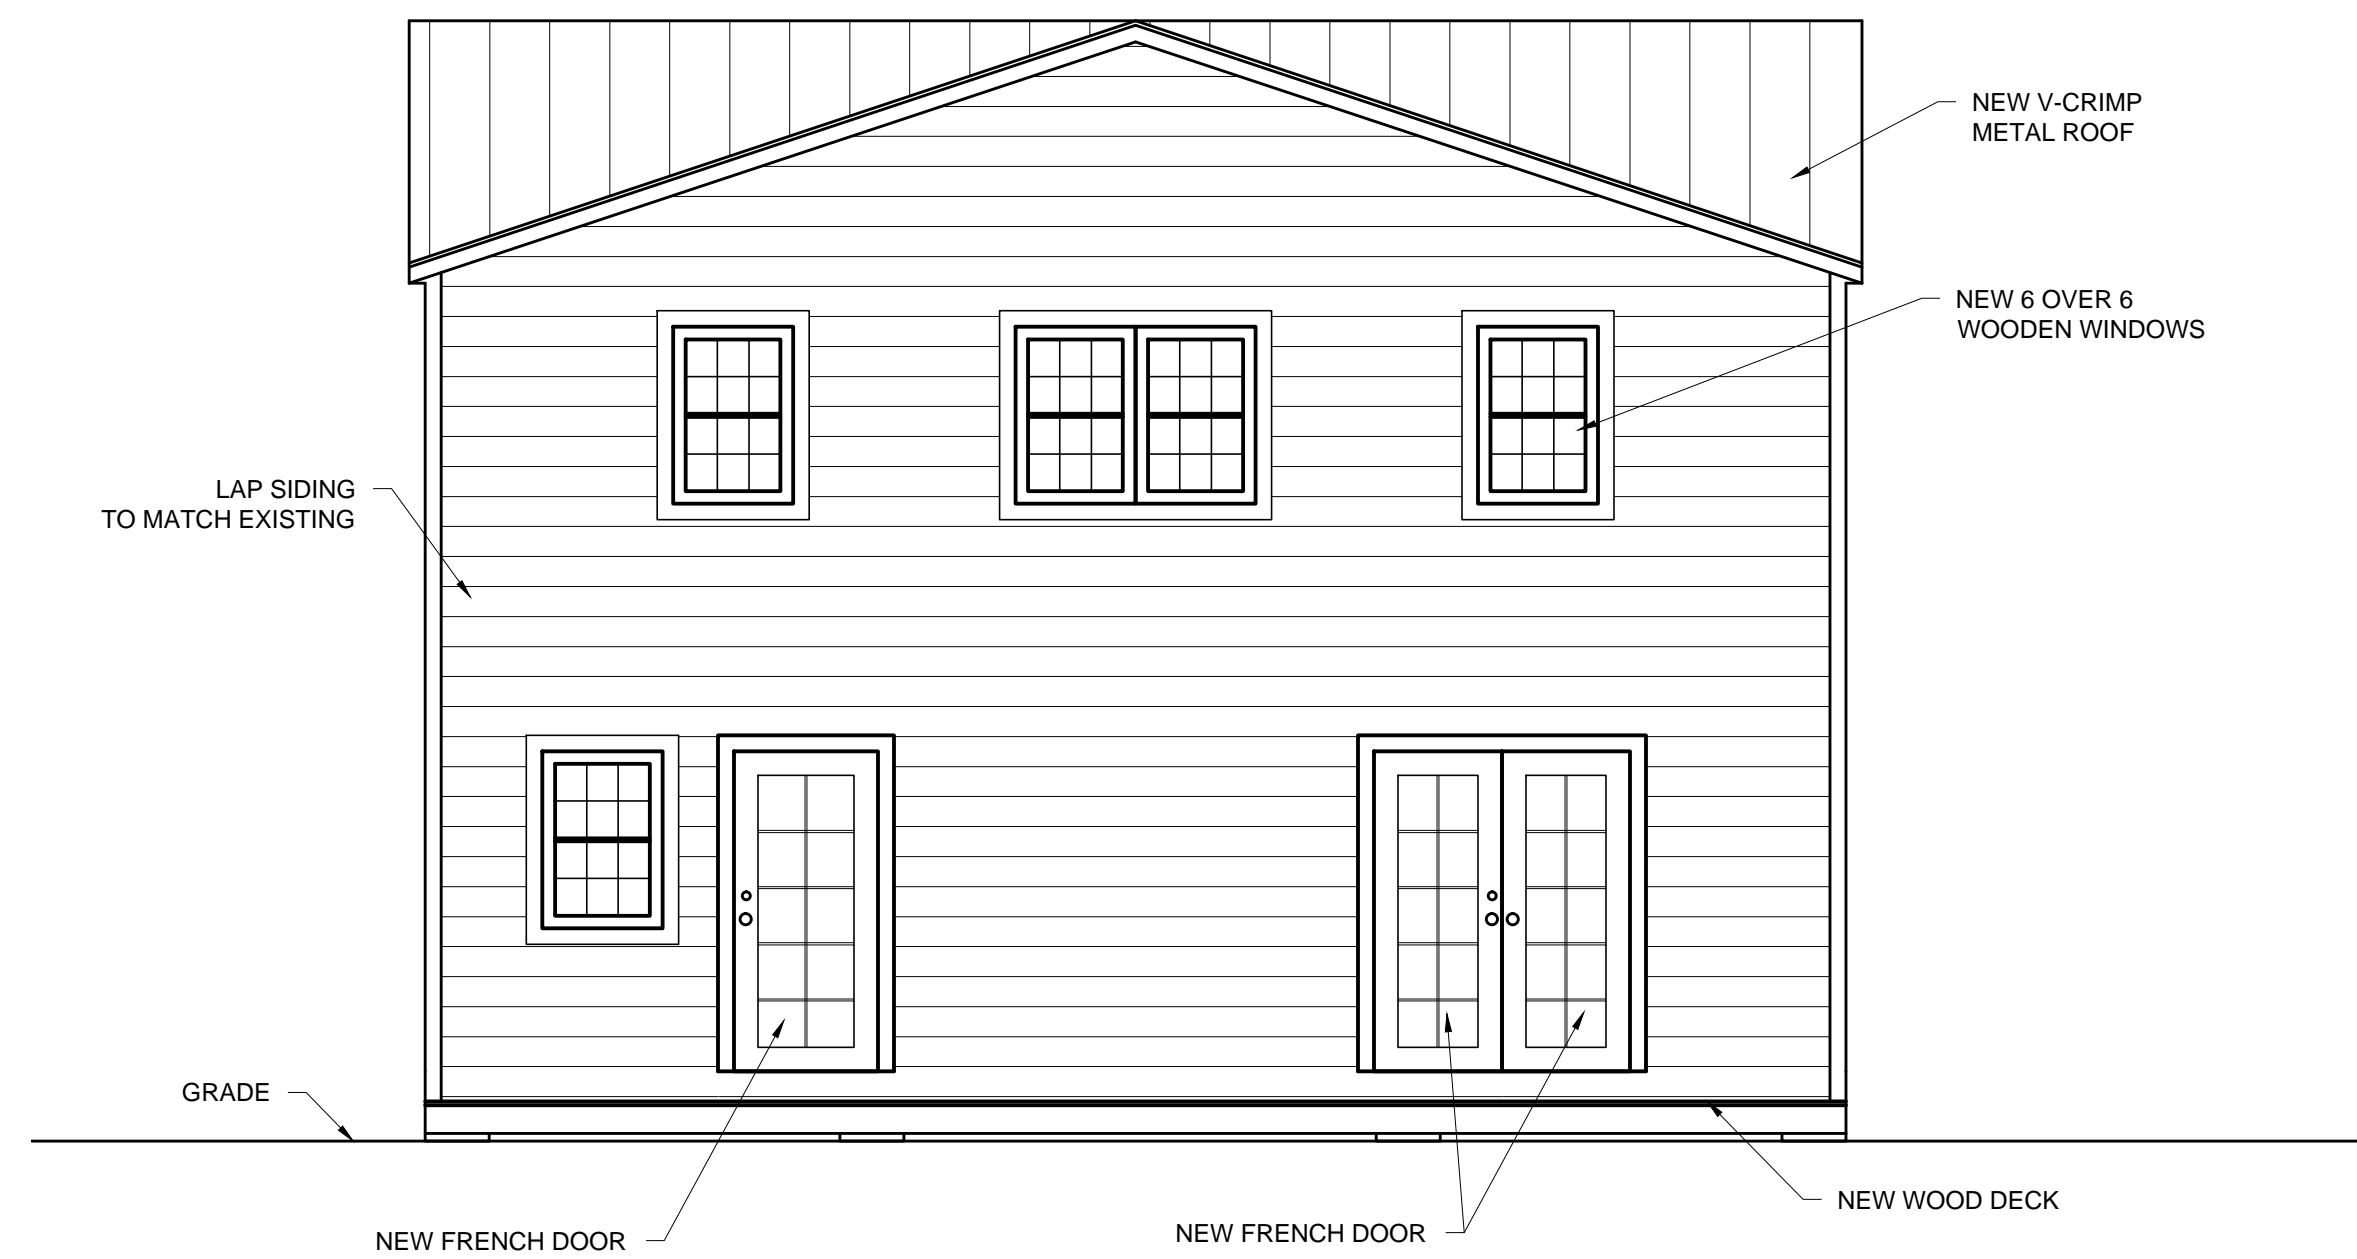 NEW V-CRIMP
METAL ROOF
NEW 6 OVER 6
WOODEN WINDOWS
LAP SIDING
TO MATCH EXISTING
GRADE
NEW WOOD DECK
NEW FRENCH DOOR
NEW FRENCH DOOR